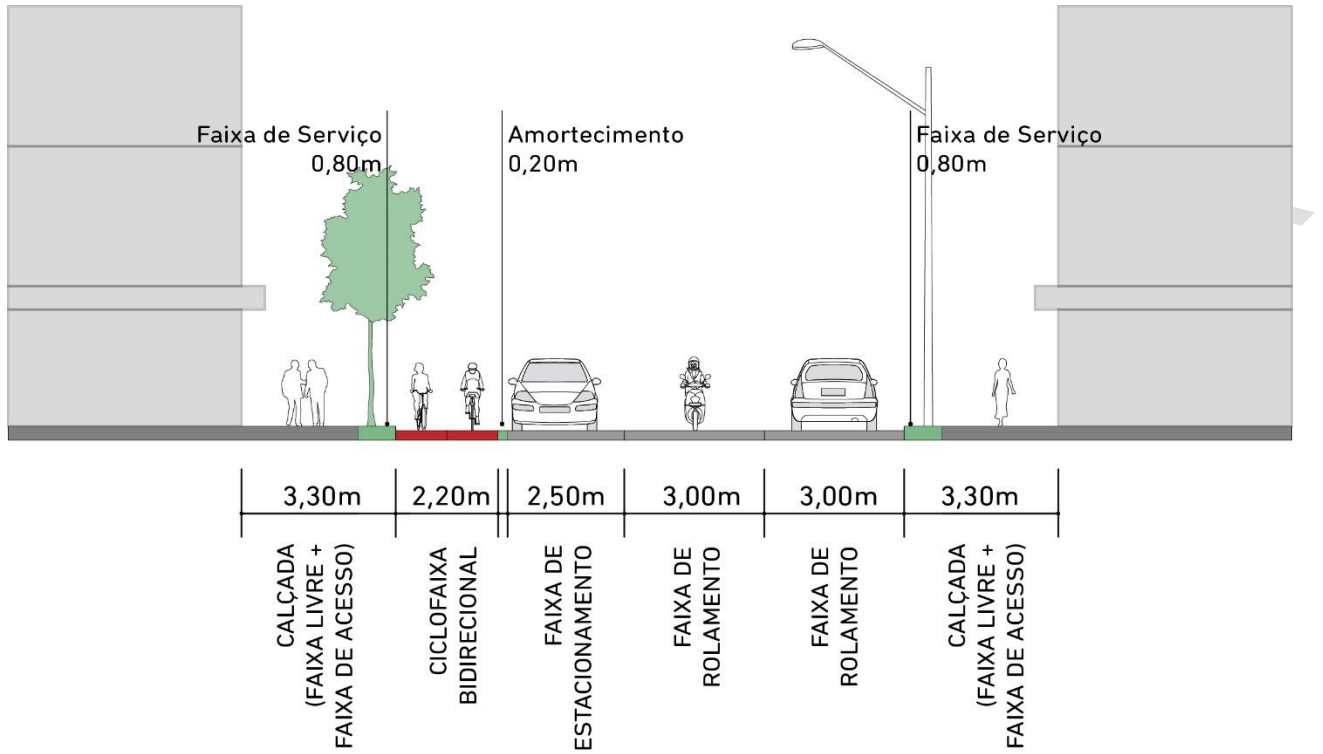 Faixa de Serviço
0,80m
Amortecimento
0,20m
Faixa de Serviço
0,80m
3,30m
2,20m
2,50m
3,00m
3,00m
3,30m
CALÇADA
(FAIXA LIVRE +
FAIXA DE ACESSO)
CICLOFAIXA
BIDIRECIONAL
FAIXA DE
ESTACIONAMENTO
FAIXA DE
ROLAMENTO
FAIXA DE
ROLAMENTO
CALÇADA
(FAIXA LIVRE +
FAIXA DE ACESSO)